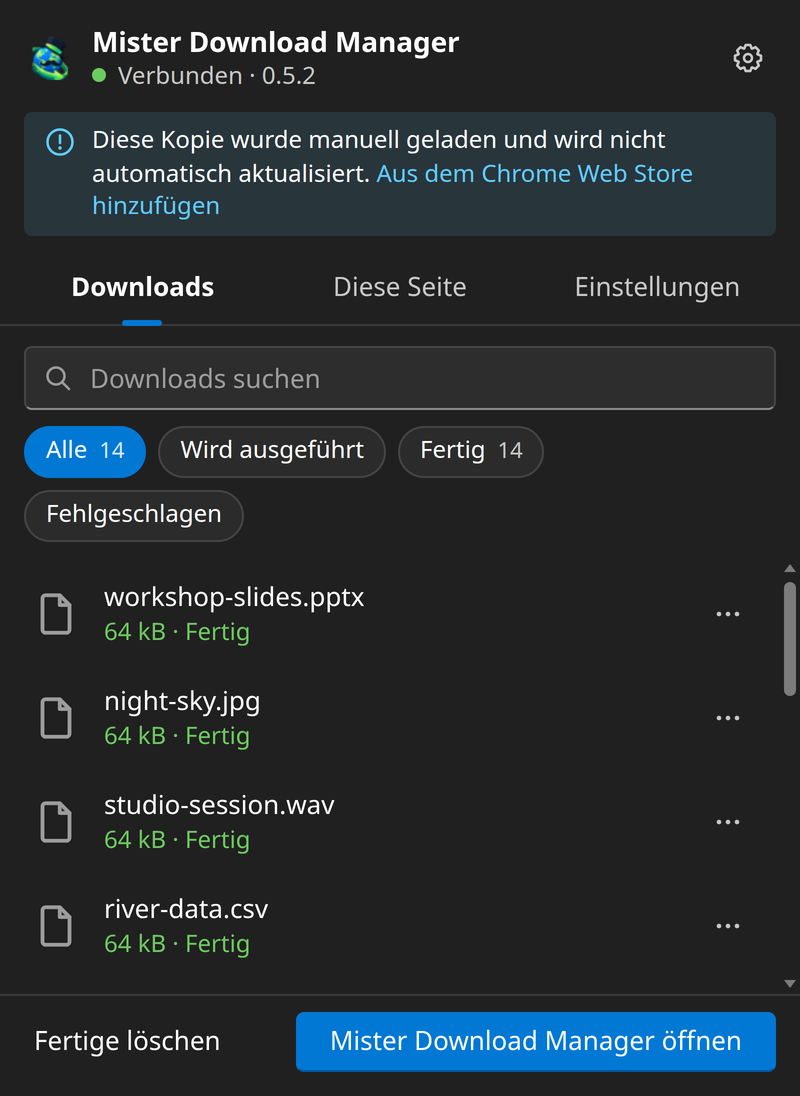 Mister Download Manager
Verbunden · 0.5.2
Diese Kopie wurde manuell geladen und wird nicht
automatisch aktualisiert. Aus dem Chrome Web Store
hinzufügen
Downloads Diese Seite Einstellungen
Downloads suchen
Alle 14 Wird ausgeführt Fertig 14
Fehlgeschlagen
workshop-slides.pptx
64 kB · Fertig
night-sky.jpg
64 kB · Fertig
studio-session.wav
64 kB · Fertig
river-data.csv
64 kB · Fertig
Fertige löschen Mister Download Manager öffnen